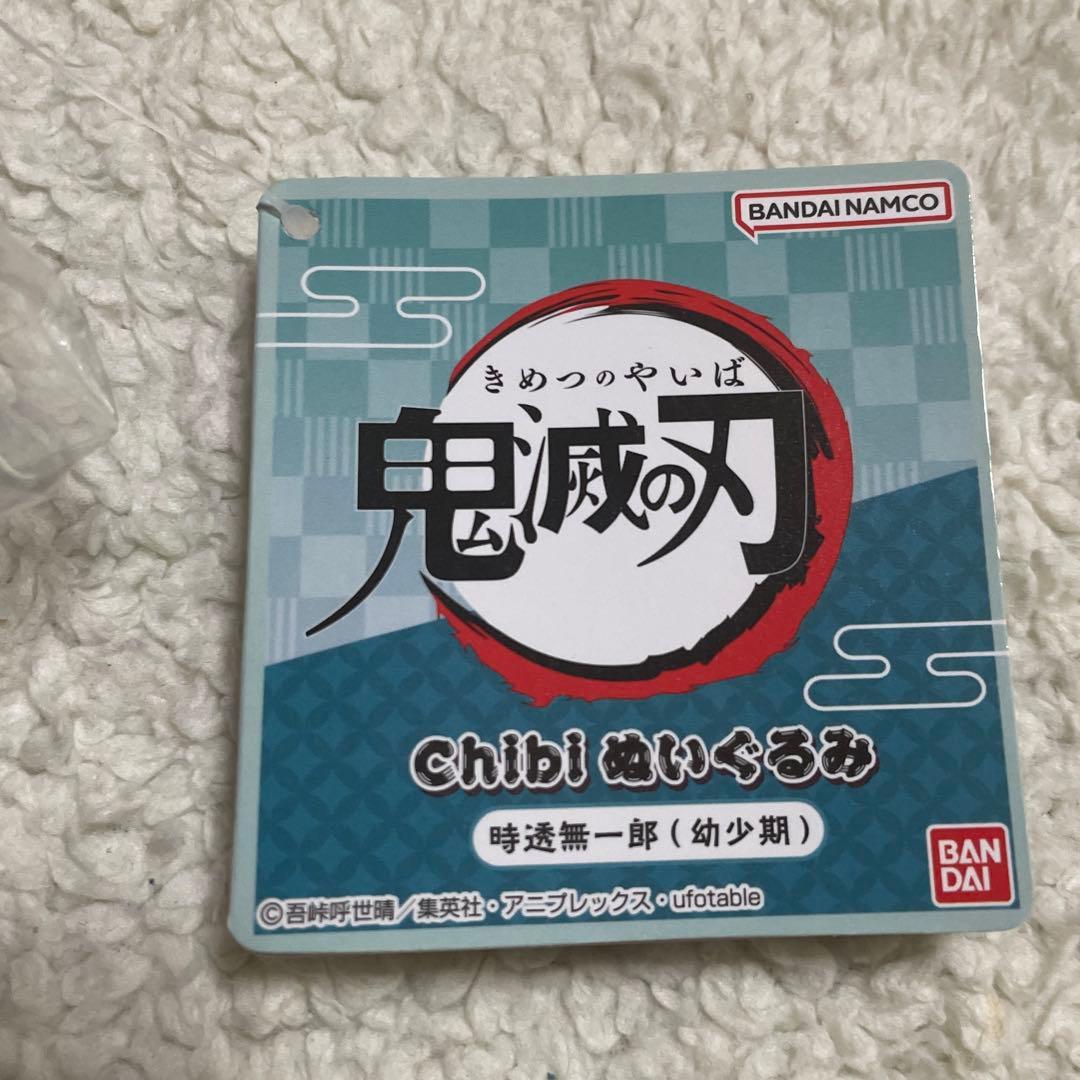 BANDAI NAMCO
きめつのやいば
鬼滅の刃
Chibi ぬいぐるみ
時透無一郎(幼少期)
BAN
DAI
©吾峠呼世晴／集英社・アニプレックス・ufotable